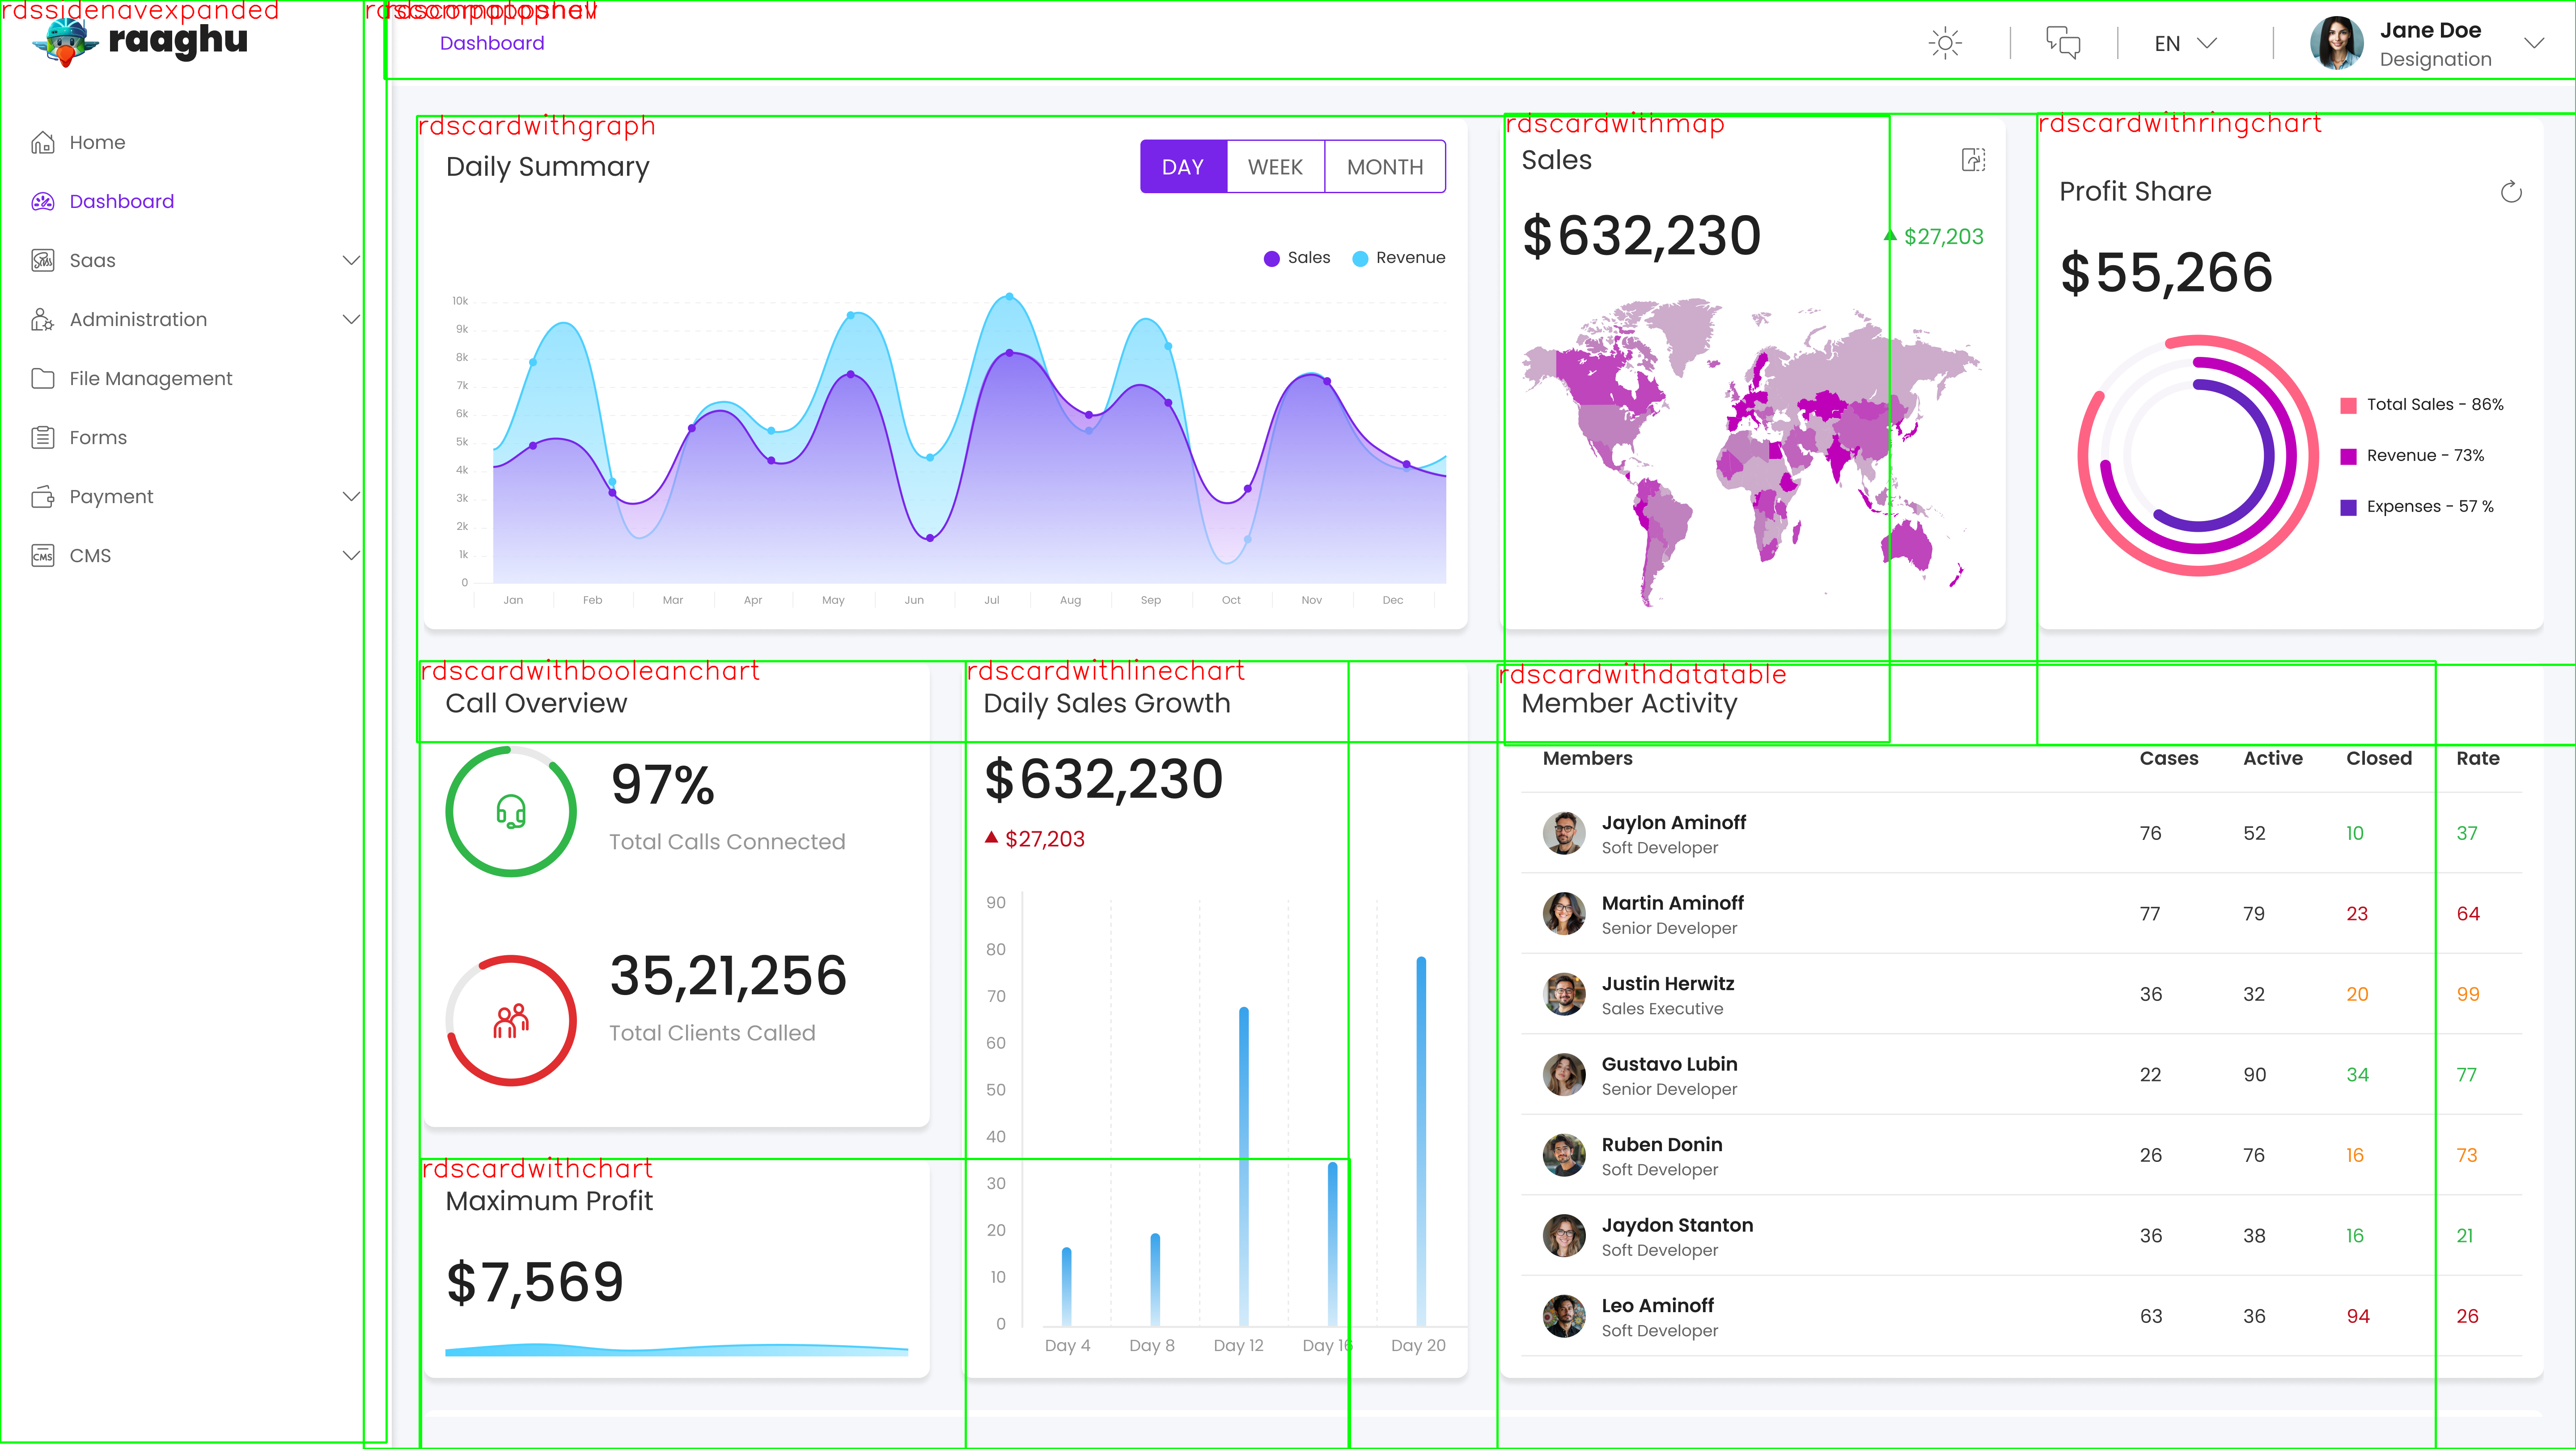 rdssidenavexpanded
raaghu
Home
Dashboard
Saas
Administration
File Management
Forms
Payment
CMS
Dashboard
EN
Jane Doe
Designation
rdscardwithgraph
Daily Summary
DAY WEEK MONTH
Sales Revenue
10k
9k
8k
7k
6k
5k
4k
3k
2k
1k
0
Jan Feb Mar Apr May Jun Jul Aug Sep Oct Nov Dec
rdscardwithmap
Sales
$632,230
$27,203
rdscardwithringchart
Profit Share
$55,266
Total Sales - 86%
Revenue - 73%
Expenses - 57 %
rdscardwithbooleanchart
Call Overview
97%
Total Calls Connected
35,21,256
Total Clients Called
rdscardwithchart
Maximum Profit
$7,569
rdscardwithlinechart
Daily Sales Growth
$632,230
$27,203
90
80
70
60
50
40
30
20
10
0
Day 4 Day 8 Day 12 Day 16 Day 20
rdscardwithdatatable
Member Activity
Members Cases Active Closed Rate
Jaylon Aminoff
Soft Developer
76 52 10 37
Martin Aminoff
Senior Developer
77 79 23 64
Justin Herwitz
Sales Executive
36 32 20 99
Gustavo Lubin
Senior Developer
22 90 34 77
Ruben Donin
Soft Developer
26 76 16 73
Jaydon Stanton
Soft Developer
36 38 16 21
Leo Aminoff
Soft Developer
63 36 94 26